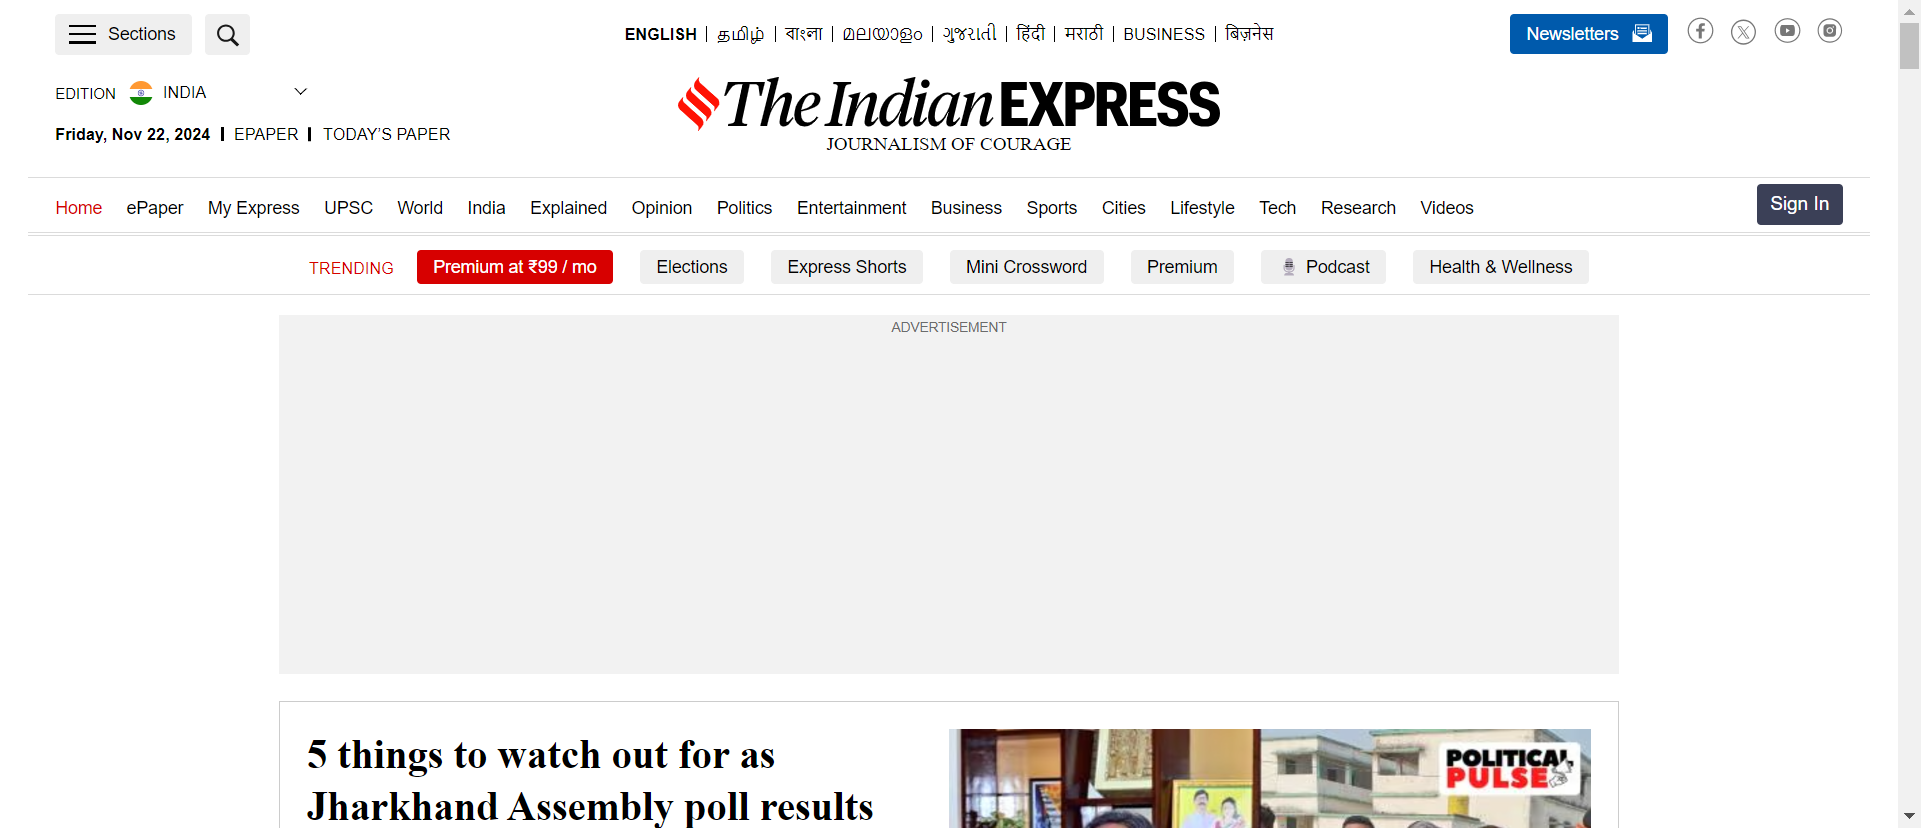 Sections
ENGLISH | தமிழ் | বাংলা | മലയാളം | ગુજરાતી | हिंदी | मराठी | BUSINESS | बिज़नेस
Newsletters
EDITION INDIA
The Indian EXPRESS
JOURNALISM OF COURAGE
Friday, Nov 22, 2024 | EPAPER | TODAY'S PAPER
Home ePaper My Express UPSC World India Explained Opinion Politics Entertainment Business Sports Cities Lifestyle Tech Research Videos
Sign In
TRENDING Premium at ₹99 / mo Elections Express Shorts Mini Crossword Premium Podcast Health & Wellness
ADVERTISEMENT
5 things to watch out for as
Jharkhand Assembly poll results
POLITICAL
PULSE